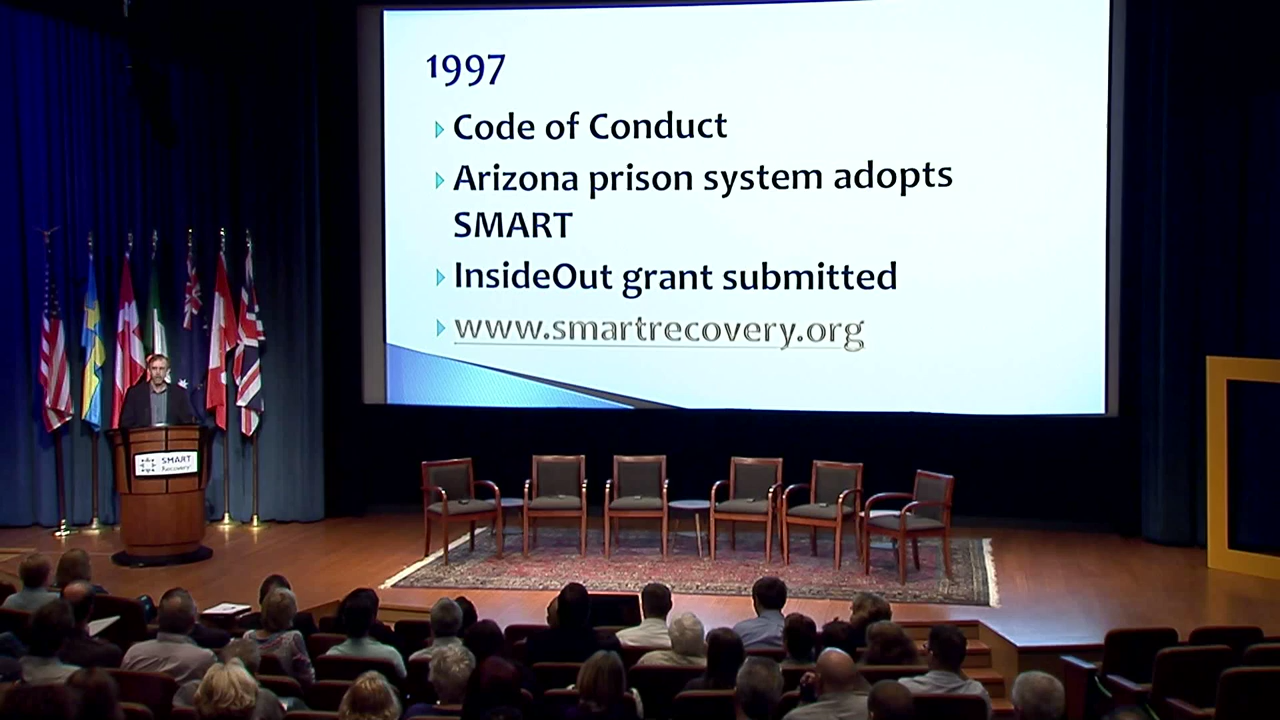 1997
Code of Conduct
Arizona prison system adopts
SMART
InsideOut grant submitted
www.smartrecovery.org
SMART
Recovery